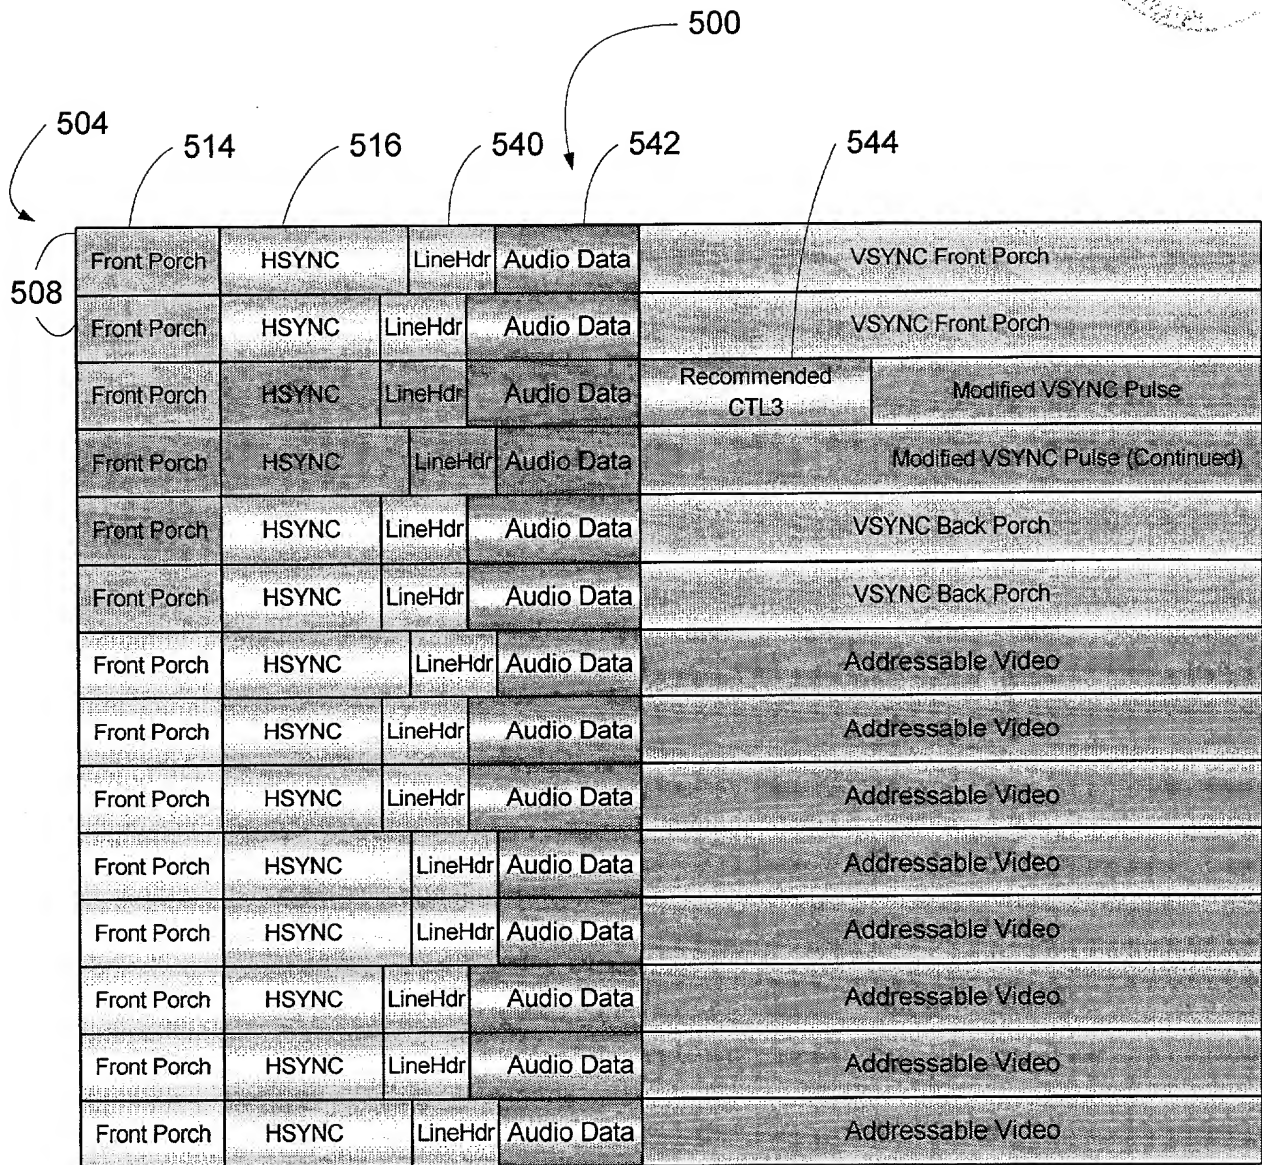 500
504
514
516
540
542
544
508
Front Porch HSYNC LineHdr Audio Data VSYNC Front Porch
Front Porch HSYNC LineHdr Audio Data VSYNC Front Porch
Front Porch HSYNC LineHdr Audio Data Recommended CTL3 Modified VSYNC Pulse
Front Porch HSYNC LineHdr Audio Data Modified VSYNC Pulse (Continued)
Front Porch HSYNC LineHdr Audio Data VSYNC Back Porch
Front Porch HSYNC LineHdr Audio Data VSYNC Back Porch
Front Porch HSYNC LineHdr Audio Data Addressable Video
Front Porch HSYNC LineHdr Audio Data Addressable Video
Front Porch HSYNC LineHdr Audio Data Addressable Video
Front Porch HSYNC LineHdr Audio Data Addressable Video
Front Porch HSYNC LineHdr Audio Data Addressable Video
Front Porch HSYNC LineHdr Audio Data Addressable Video
Front Porch HSYNC LineHdr Audio Data Addressable Video
Front Porch HSYNC LineHdr Audio Data Addressable Video